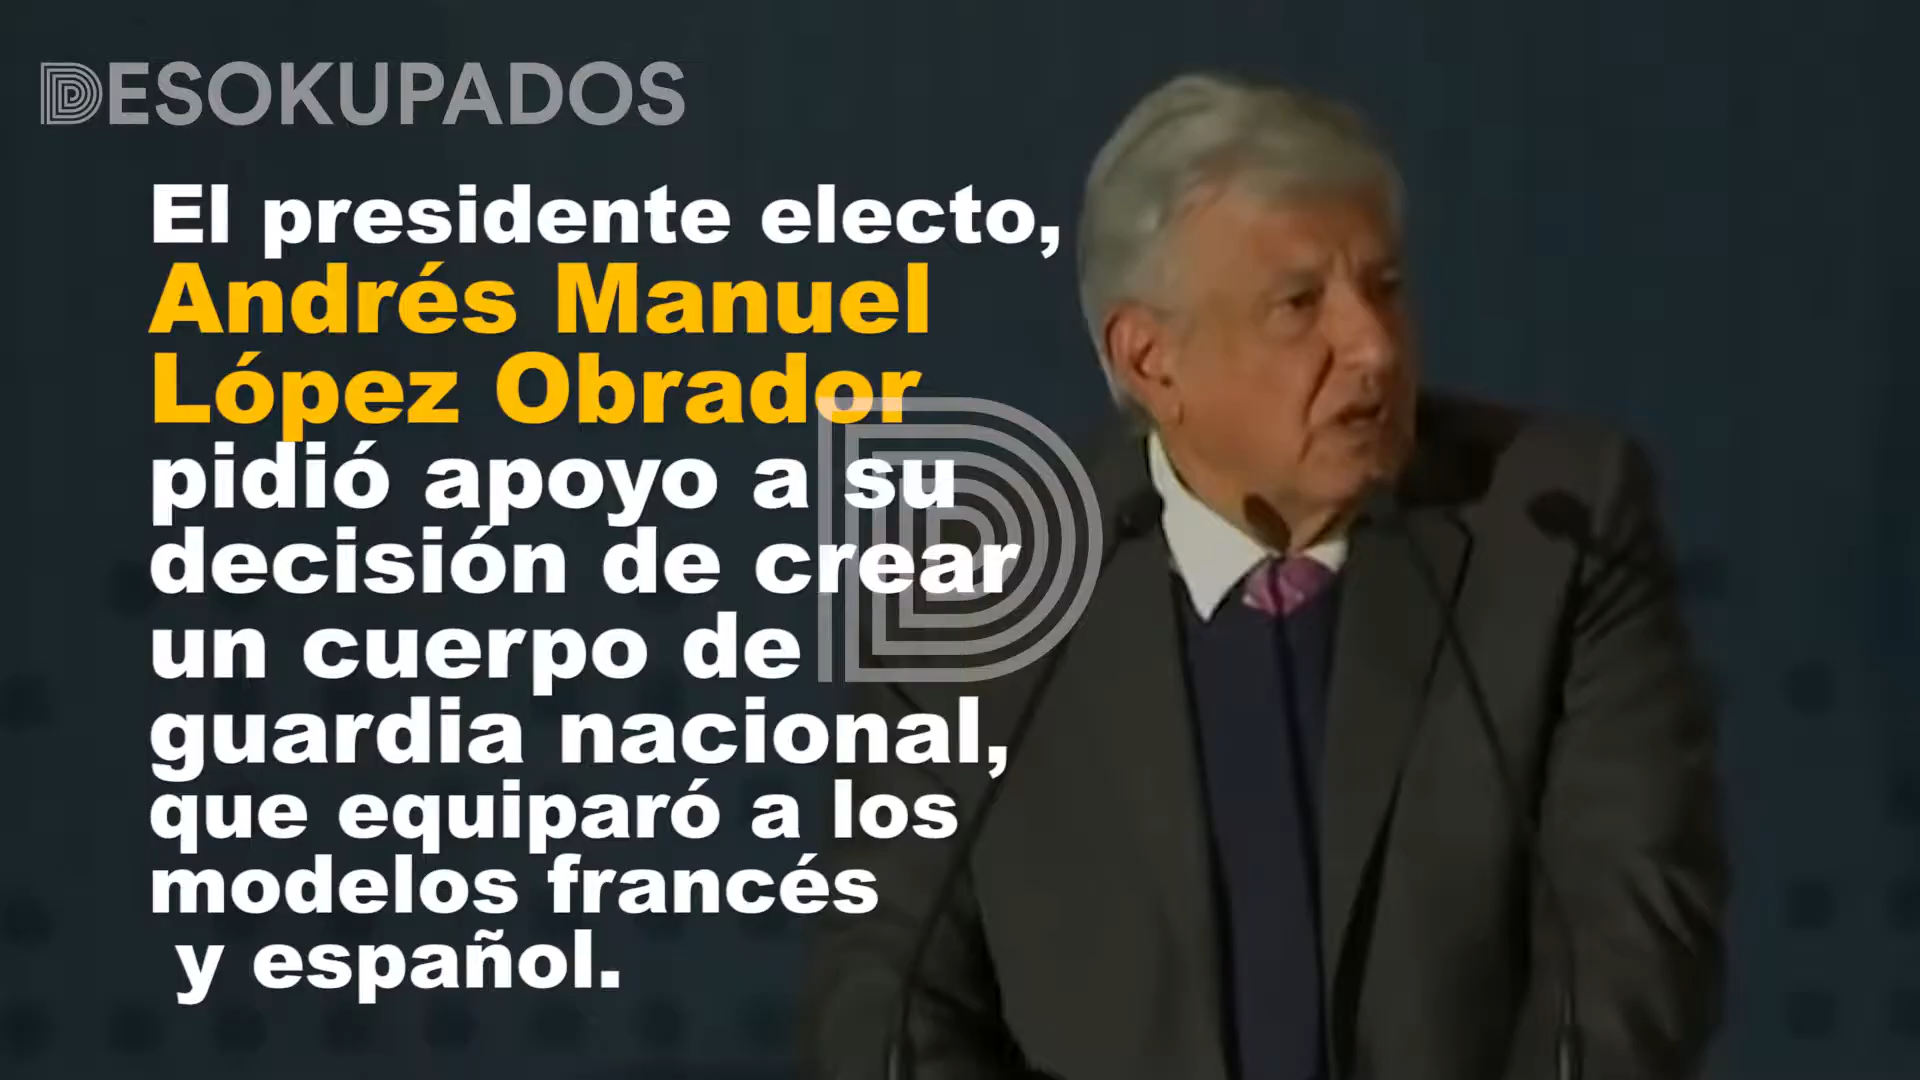 DESOKUPADOS
El presidente electo,
Andrés Manuel
López Obrador
pidió apoyo a su
decisión de crear
un cuerpo de
guardia nacional,
que equiparó a los
modelos francés
y español.